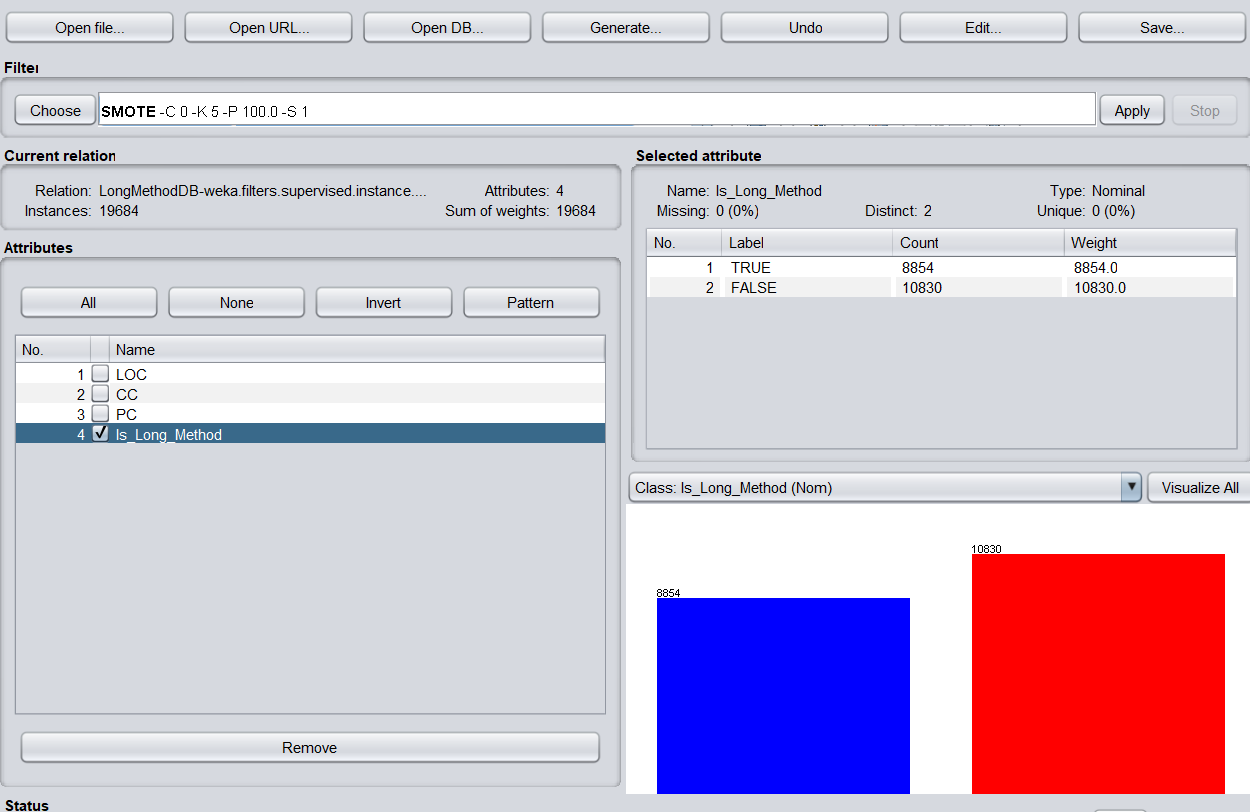 Open file... Open URL... Open DB... Generate... Undo Edit... Save...
Filter
Choose SMOTE -C 0 -K 5 -P 100.0 -S 1 Apply Stop
Current relation
Relation: LongMethodDB-weka.filters.supervised.instance.... Attributes: 4
Instances: 19684 Sum of weights: 19684
Attributes
All None Invert Pattern
No. Name
1 LOC
2 CC
3 PC
4 Is_Long_Method
Remove
Status
Selected attribute
Name: Is_Long_Method Type: Nominal
Missing: 0 (0%) Distinct: 2 Unique: 0 (0%)
No. Label Count Weight
1 TRUE 8854 8854.0
2 FALSE 10830 10830.0
Class: Is_Long_Method (Nom) Visualize All
10830
8854